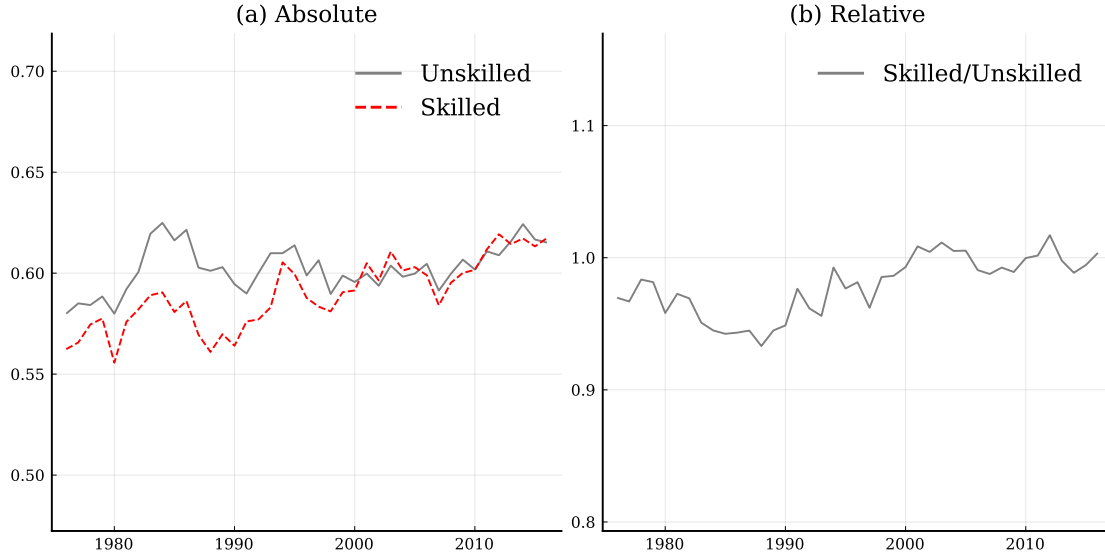 (a) Absolute
0.70
0.65
0.60
0.55
0.50
1980 1990 2000 2010
Unskilled
Skilled
(b) Relative
1.1
1.0
0.9
0.8
1980 1990 2000 2010
Skilled/Unskilled